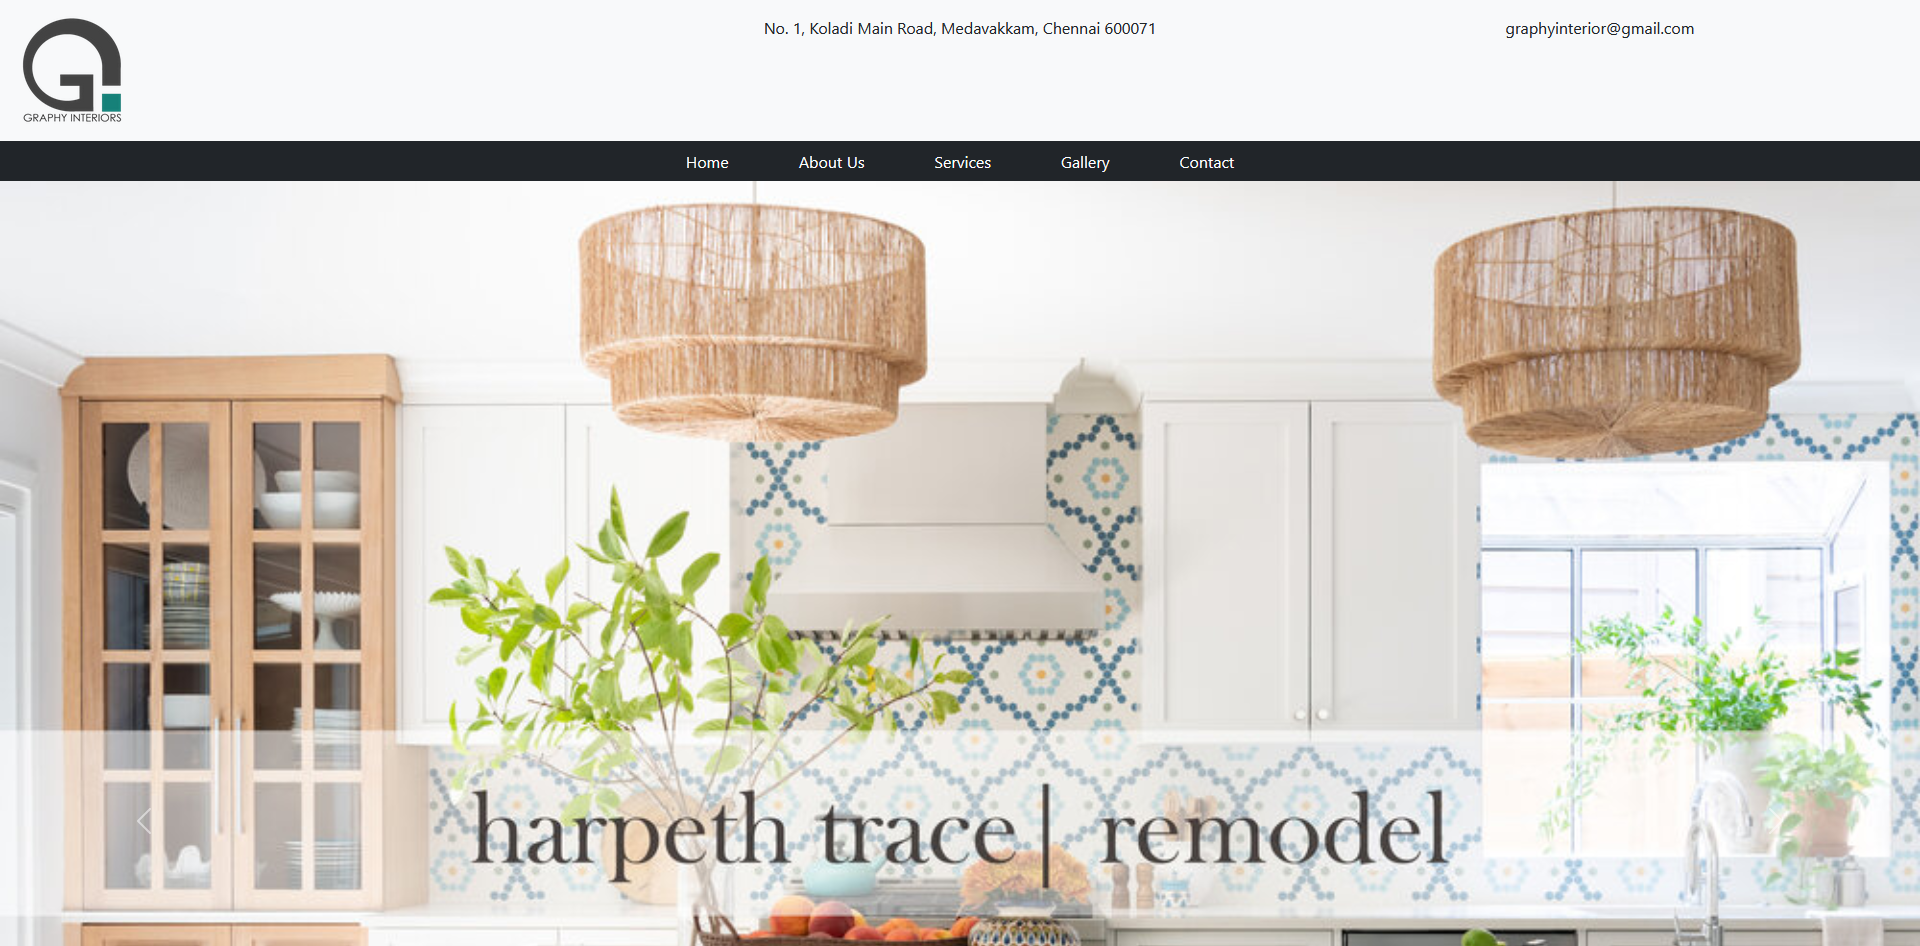 No. 1, Koladi Main Road, Medavakkam, Chennai 600071
graphyinterior@gmail.com
GRAPHY INTERIORS
Home
About Us
Services
Gallery
Contact
harpeth trace | remodel